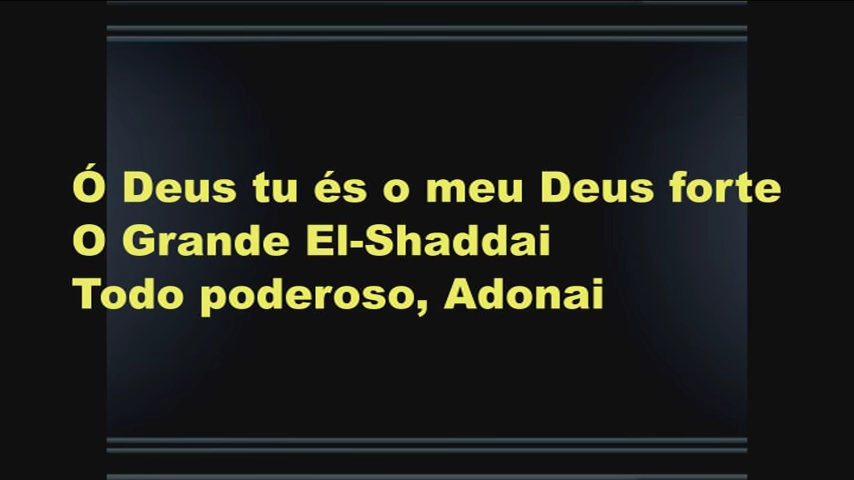 Ó Deus tu és o meu Deus forte
O Grande El-Shaddai
Todo poderoso, Adonai